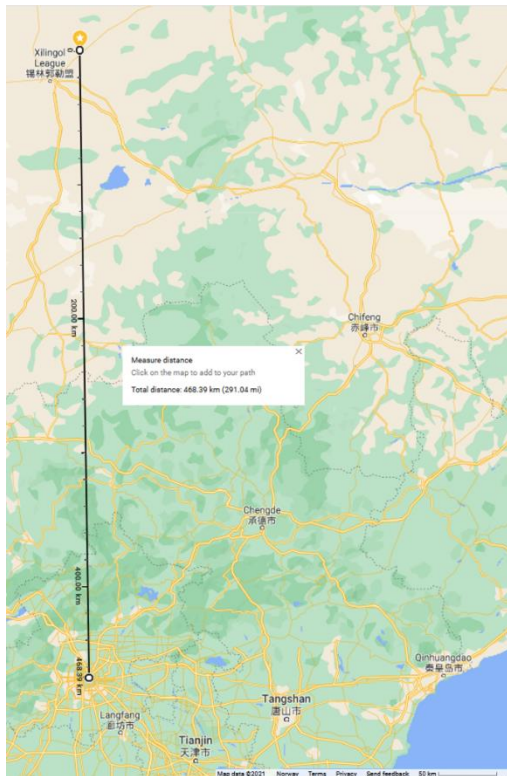 Xilingol
League
锡林郭勒盟
200.00 km
Chifeng
赤峰市
Measure distance
Click on the map to add to your path
Total distance: 468.39 km (291.04 mi)
Chengde
承德市
400.00 km
468.39 km
Qinhuangdao
秦皇岛市
Langfang
廊坊市
Tangshan
唐山市
Tianjin
天津市
Map data ©2021 Norway Terms Privacy Send feedback 50 km